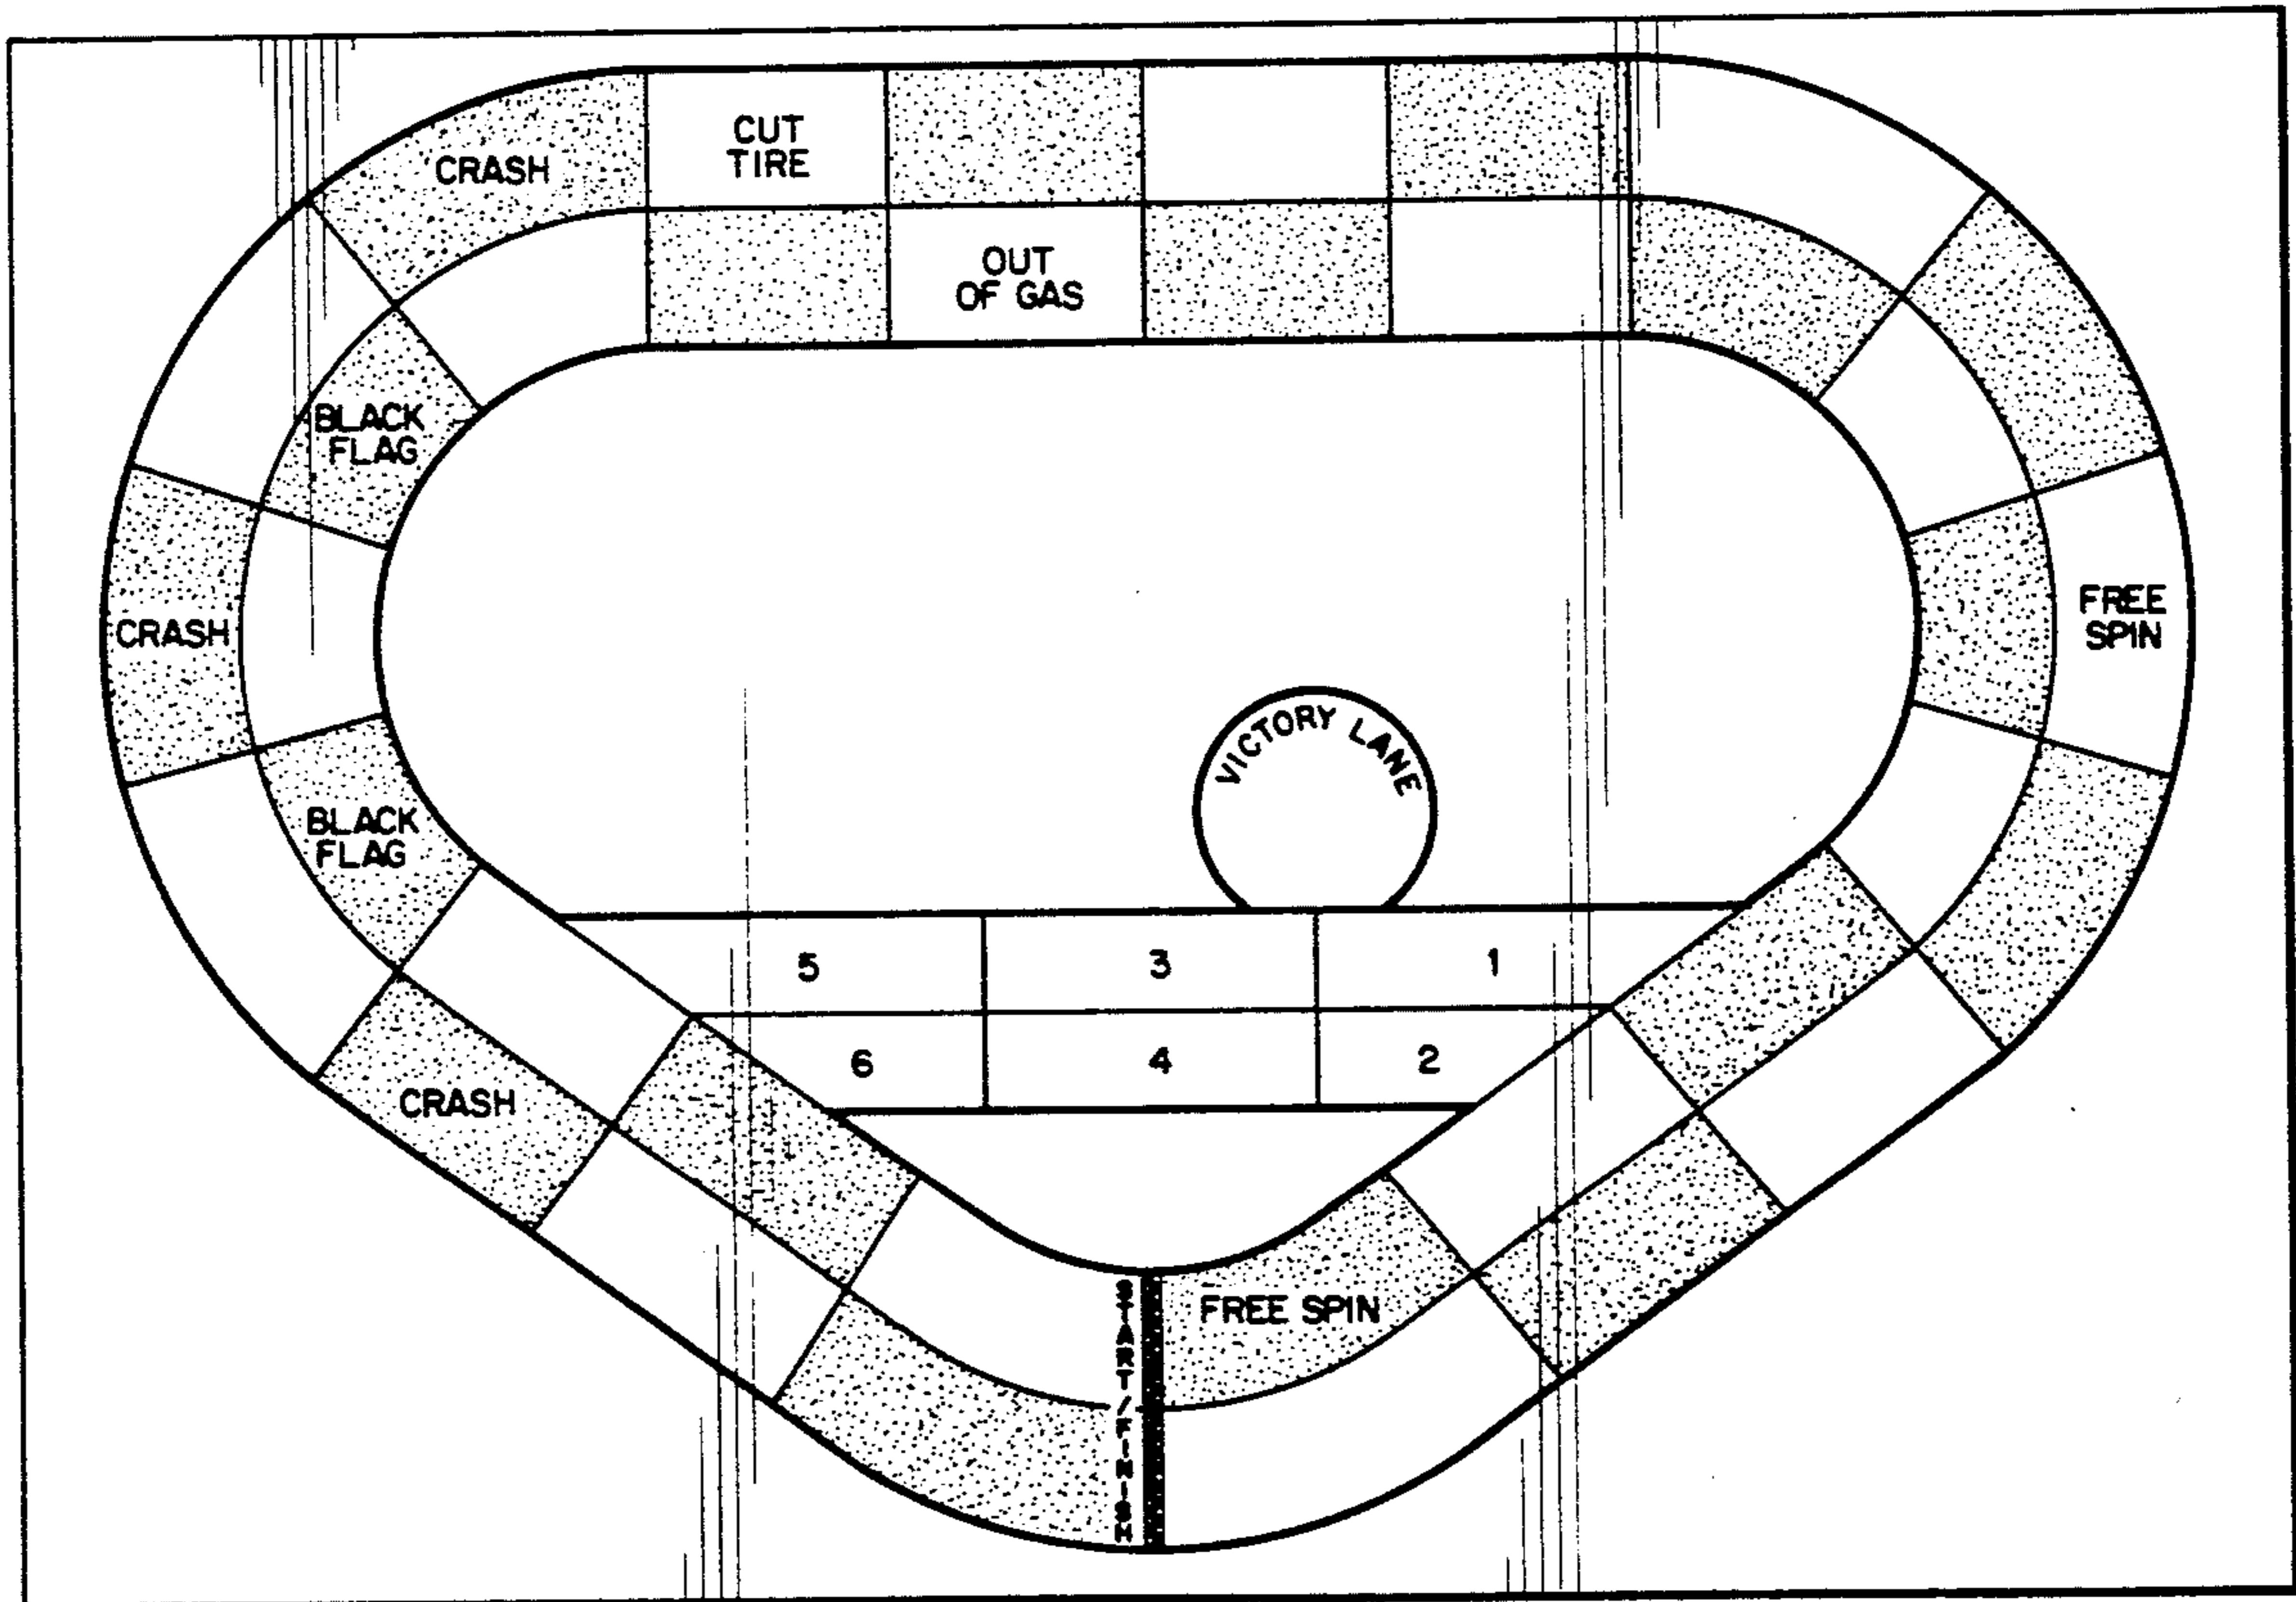 CUT
TIRE
CRASH
OUT
OF GAS
BLACK
FLAG
FREE
SPIN
CRASH
VICTORY LANE
BLACK
FLAG
5
3
1
6
4
2
CRASH
FREE SPIN
START/FINISH